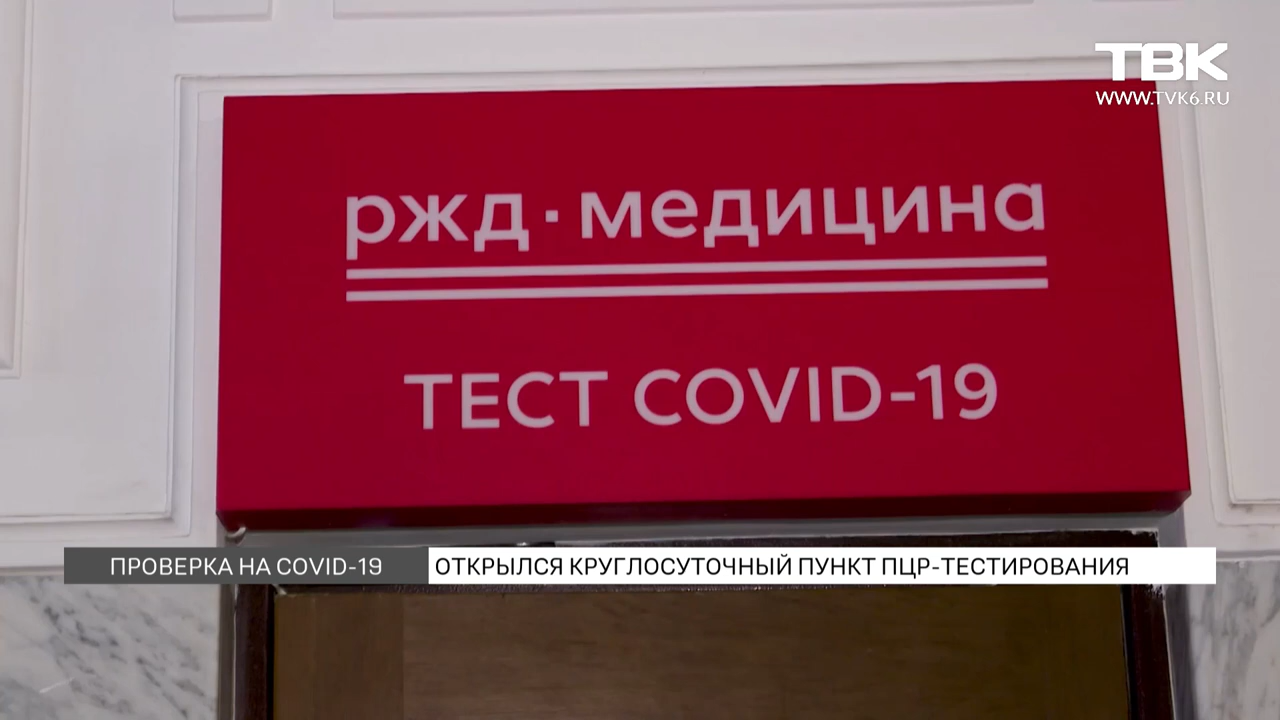 ТВК
WWW.TVK6.RU
ржд·медицина
ТЕСТ COVID-19
ПРОВЕРКА НА COVID-19
ОТКРЫЛСЯ КРУГЛОСУТОЧНЫЙ ПУНКТ ПЦР-ТЕСТИРОВАНИЯ